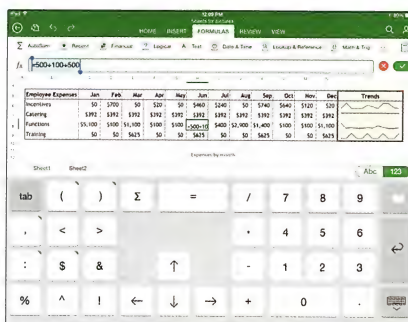 iPad 12:09 PM
HOME INSERT FORMULAS REVIEW VIEW
Σ AutoSum Recent Financial Logical A Text Date & Time Lookup & Reference Math & Trig
fx =500+100+500
Employee Expenses Jan Feb Mar Apr May Jun Jul Aug Sep Oct Nov Dec Trends
Incentives $0 $700 $0 $20 $0 $460 $240 $0 $740 $640 $120 $20
Catering $392 $392 $392 $392 $392 $392 $392 $392 $392 $392 $392 $392
Functions $5,100 $100 $1,100 $100 $100 =500+10 $400 $2,900 $1,400 $100 $100 $1,100
Training $0 $0 $625 $0 $0 $625 $0 $0 $625 $0 $0 $625
Expenses by month
Sheet1 Sheet2
Abc 123
tab ( ) Σ = / 7 8 9
, < > * 4 5 6
: $ & ↑ - 1 2 3
% ^ ! ← ↓ → + 0 .